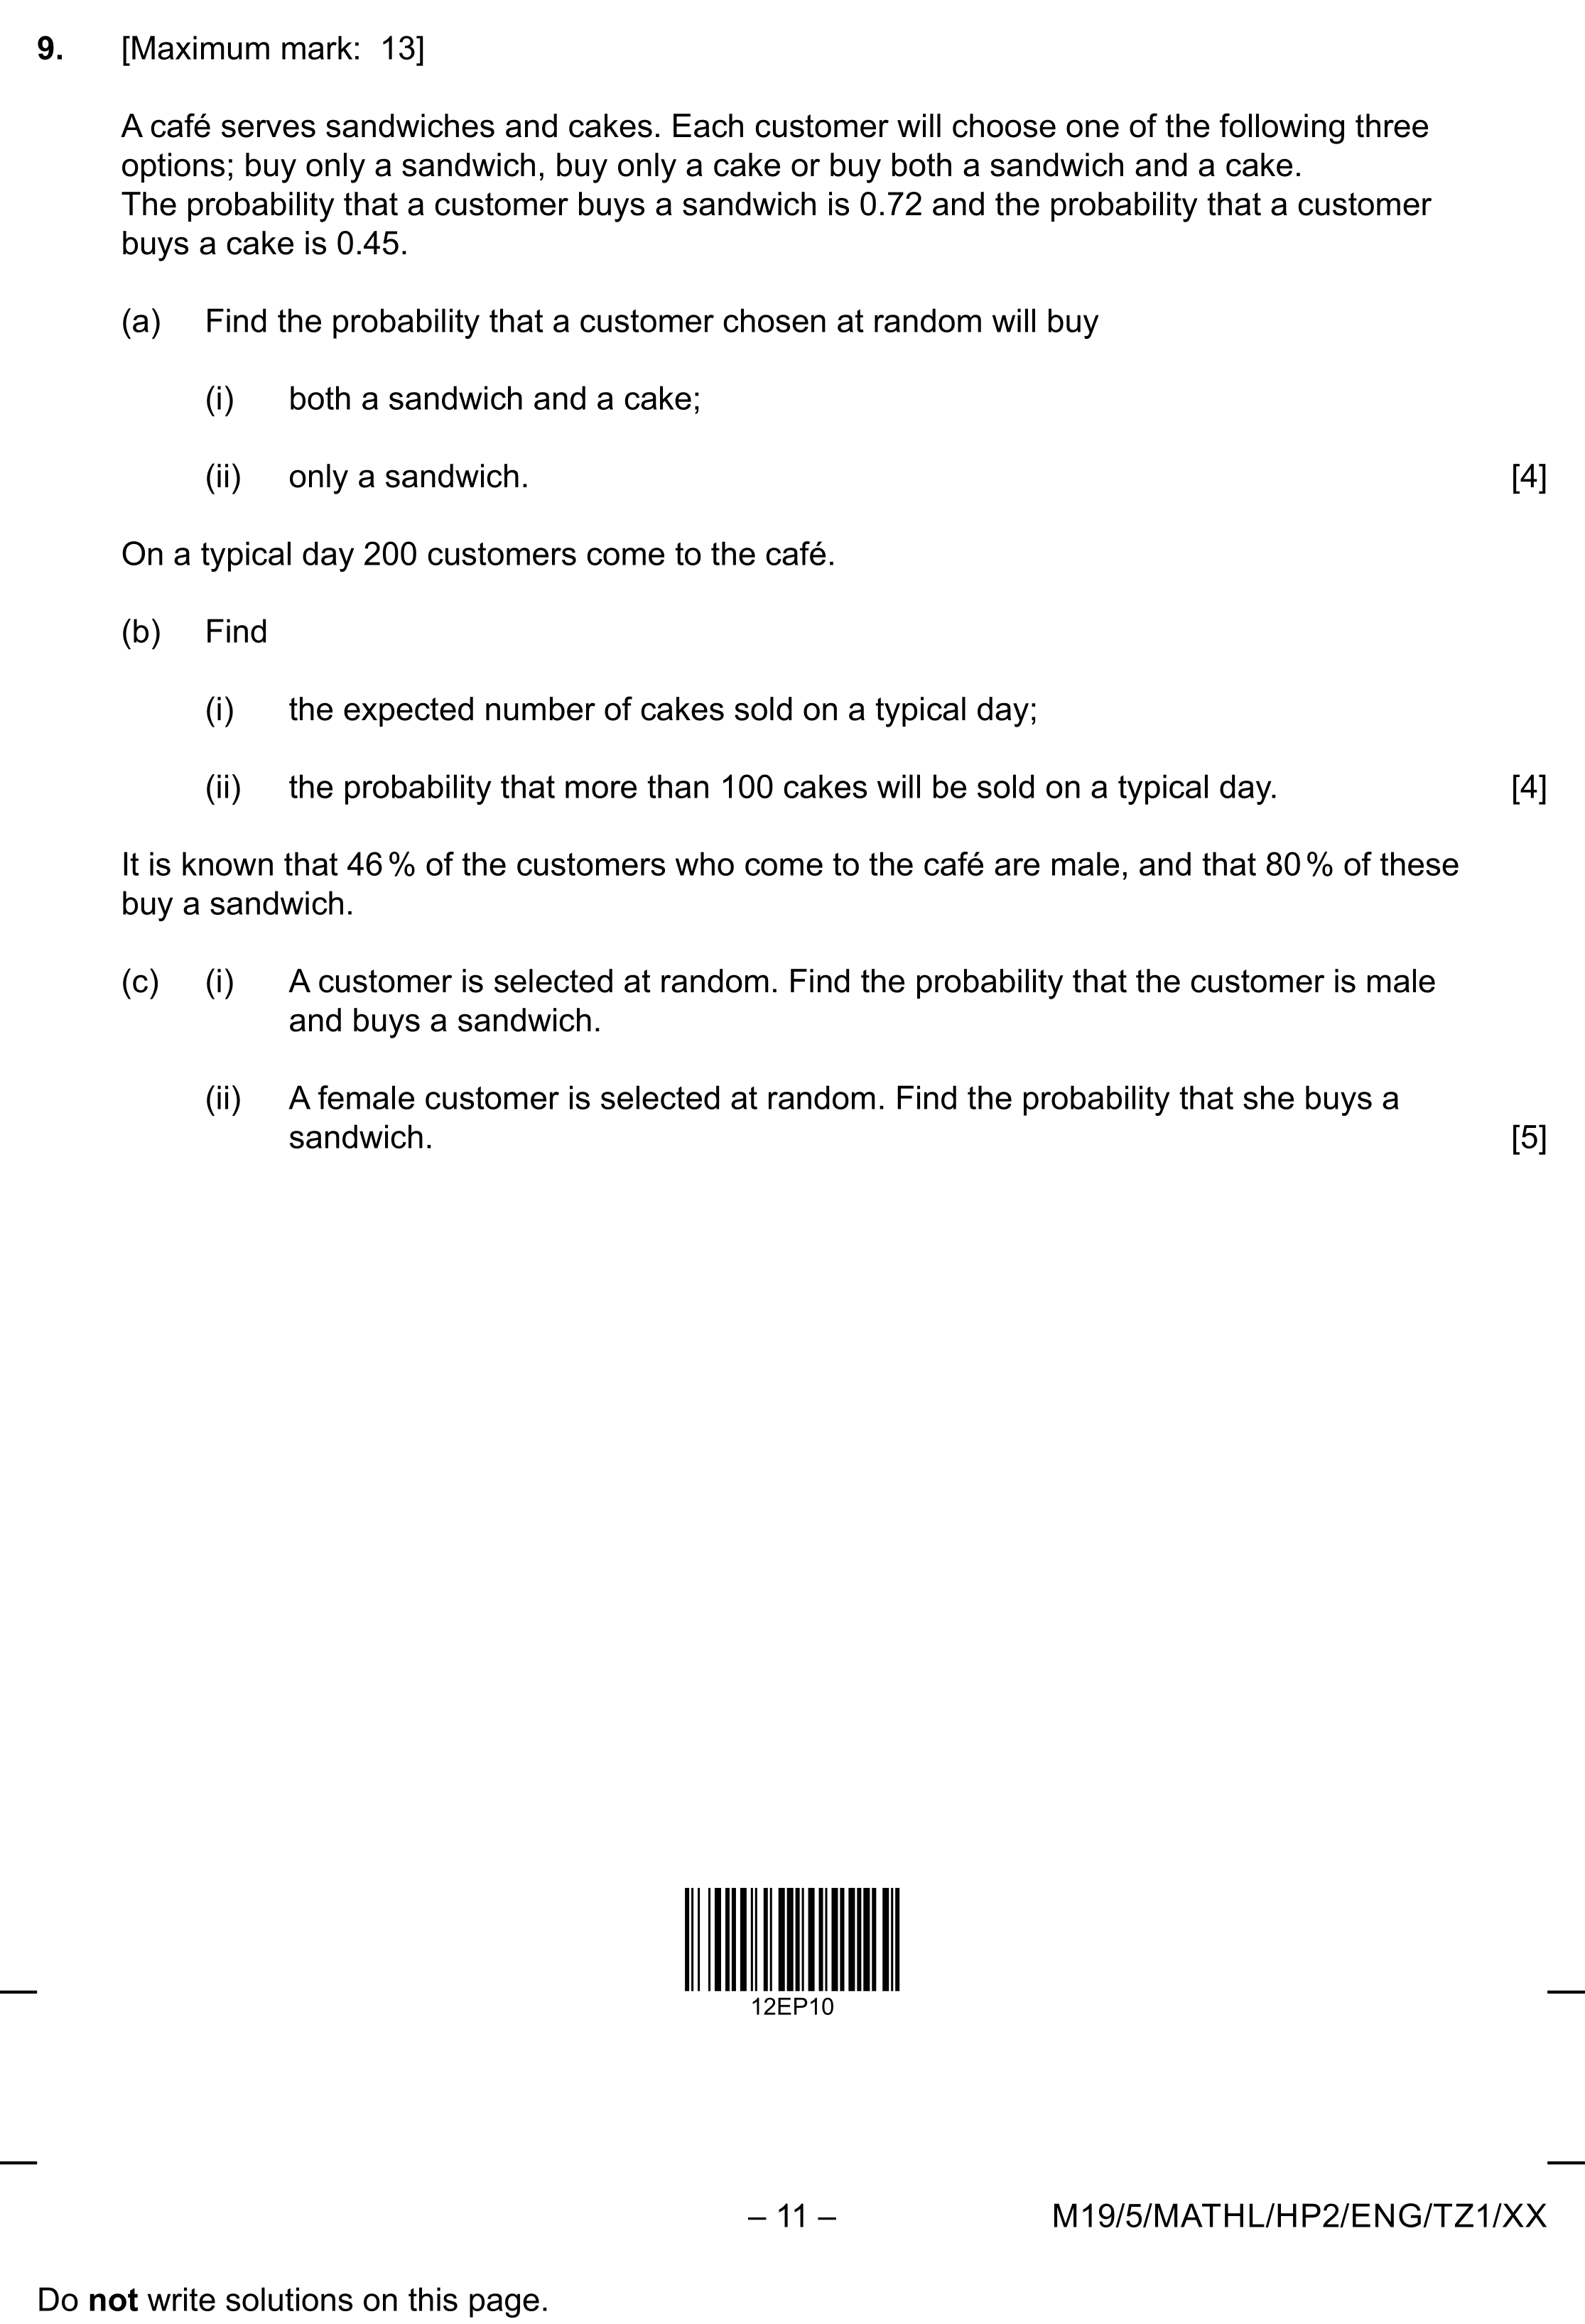 9. [Maximum mark: 13]
A café serves sandwiches and cakes. Each customer will choose one of the following three
options; buy only a sandwich, buy only a cake or buy both a sandwich and a cake.
The probability that a customer buys a sandwich is 0.72 and the probability that a customer
buys a cake is 0.45.
(a) Find the probability that a customer chosen at random will buy
(i) both a sandwich and a cake;
(ii) only a sandwich. [4]
On a typical day 200 customers come to the café.
(b) Find
(i) the expected number of cakes sold on a typical day;
(ii) the probability that more than 100 cakes will be sold on a typical day. [4]
It is known that 46 % of the customers who come to the café are male, and that 80 % of these
buy a sandwich.
(c) (i) A customer is selected at random. Find the probability that the customer is male
and buys a sandwich.
(ii) A female customer is selected at random. Find the probability that she buys a
sandwich. [5]
12EP10
– 11 – M19/5/MATHL/HP2/ENG/TZ1/XX
Do not write solutions on this page.